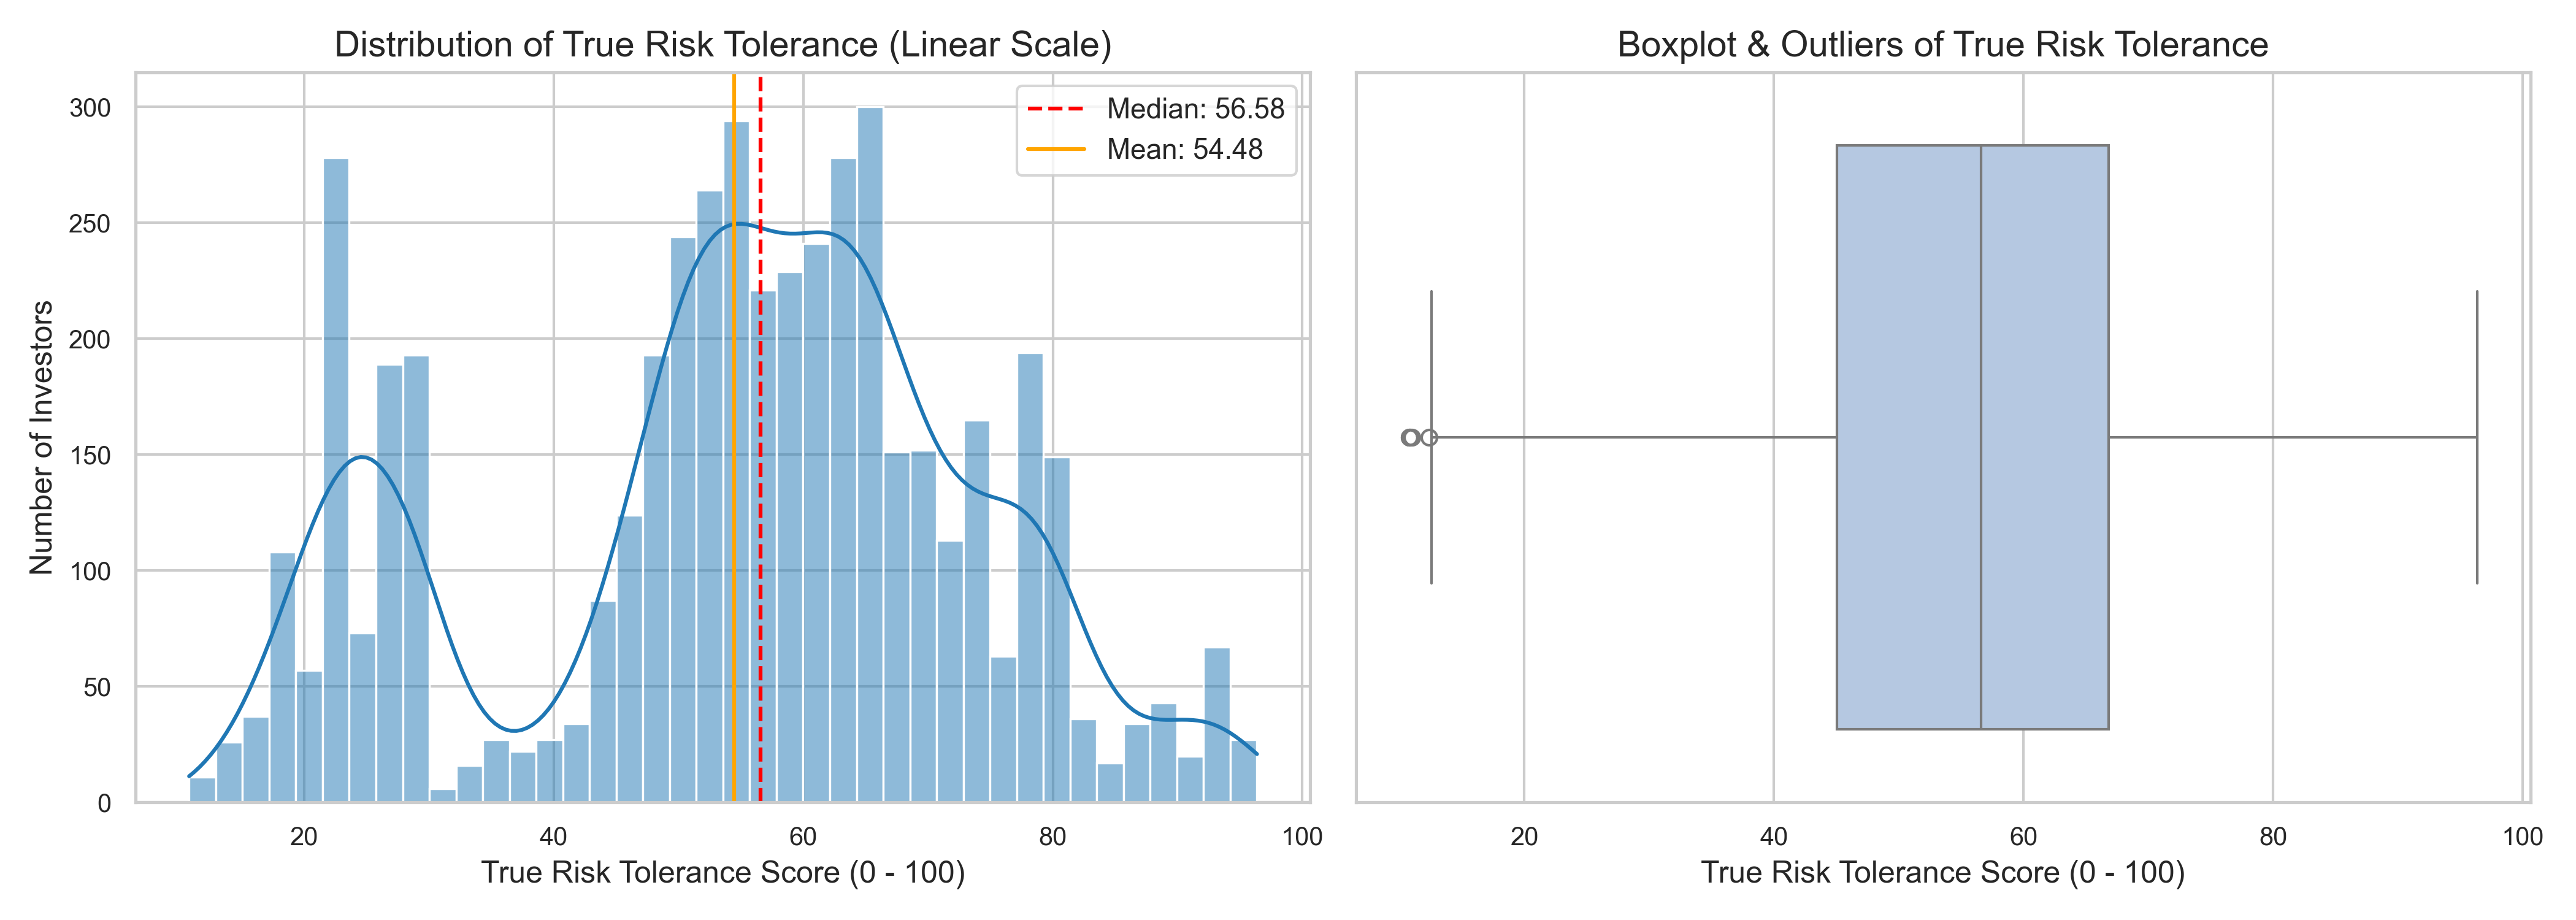 Distribution of True Risk Tolerance (Linear Scale)
Median: 56.58
Mean: 54.48
Number of Investors
300
250
200
150
100
50
0
20 40 60 80 100
True Risk Tolerance Score (0 - 100)
Boxplot & Outliers of True Risk Tolerance
20 40 60 80 100
True Risk Tolerance Score (0 - 100)